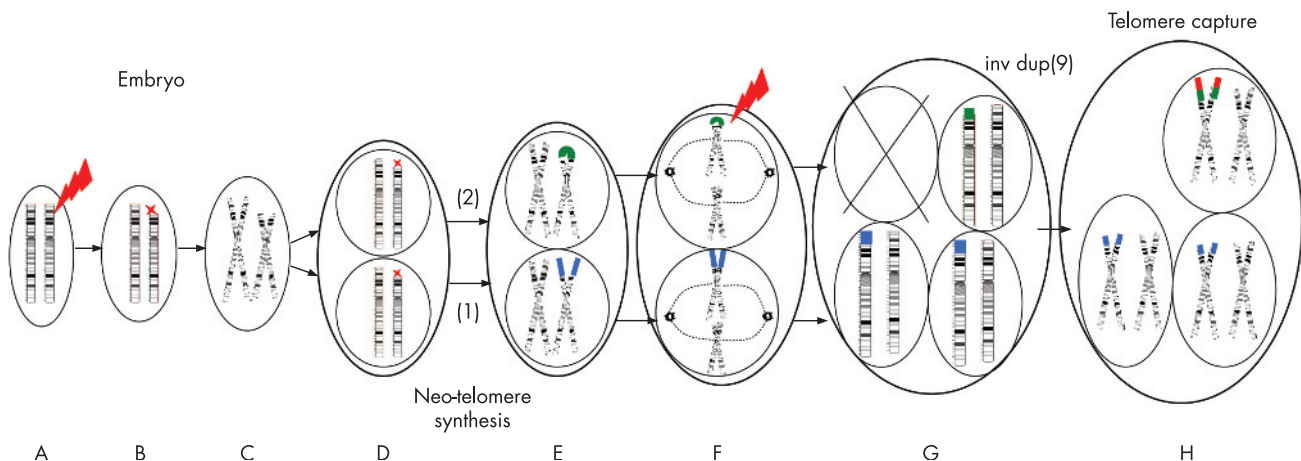 Telomere capture
Embryo
inv dup(9)
(2)
(1)
Neo-telomere
synthesis
A B C D E F G H